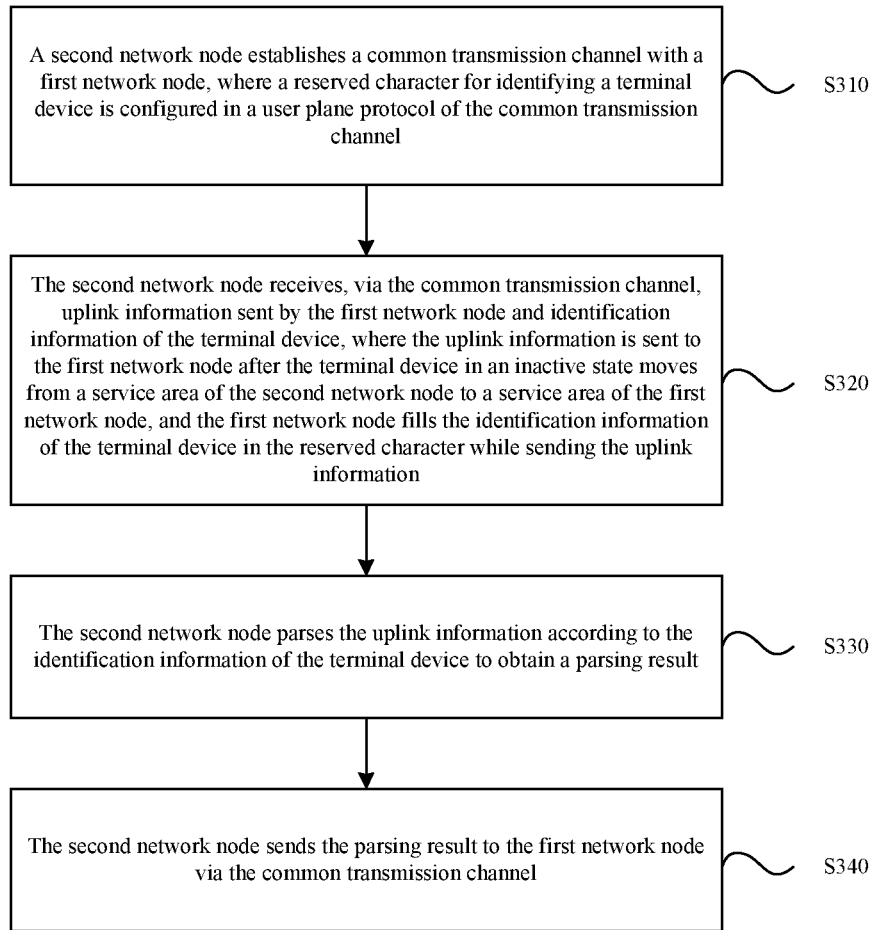 A second network node establishes a common transmission channel with a
first network node, where a reserved character for identifying a terminal
device is configured in a user plane protocol of the common transmission
channel
S310
The second network node receives, via the common transmission channel,
uplink information sent by the first network node and identification
information of the terminal device, where the uplink information is sent to
the first network node after the terminal device in an inactive state moves
from a service area of the second network node to a service area of the first
network node, and the first network node fills the identification information
of the terminal device in the reserved character while sending the uplink
information
S320
The second network node parses the uplink information according to the
identification information of the terminal device to obtain a parsing result
S330
The second network node sends the parsing result to the first network node
via the common transmission channel
S340